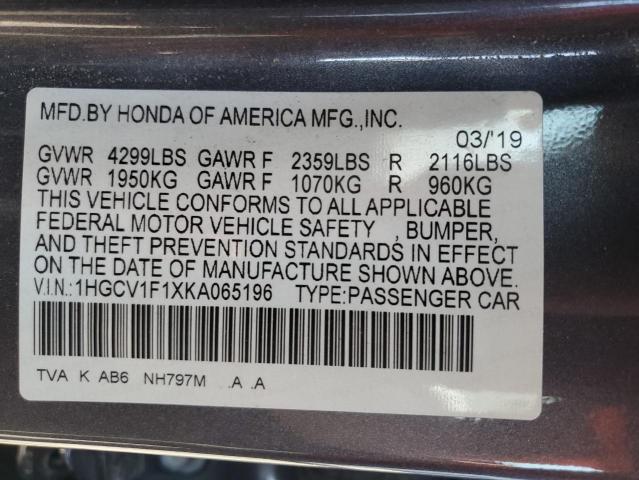 MFD.BY HONDA OF AMERICA MFG.,INC.
03/'19
GVWR 4299LBS GAWR F 2359LBS R 2116LBS
GVWR 1950KG GAWR F 1070KG R 960KG
THIS VEHICLE CONFORMS TO ALL APPLICABLE
FEDERAL MOTOR VEHICLE SAFETY , BUMPER,
AND THEFT PREVENTION STANDARDS IN EFFECT
ON THE DATE OF MANUFACTURE SHOWN ABOVE.
V.I.N.:1HGCV1F1XKA065196 TYPE:PASSENGER CAR
TVA K AB6 NH797M .A .A